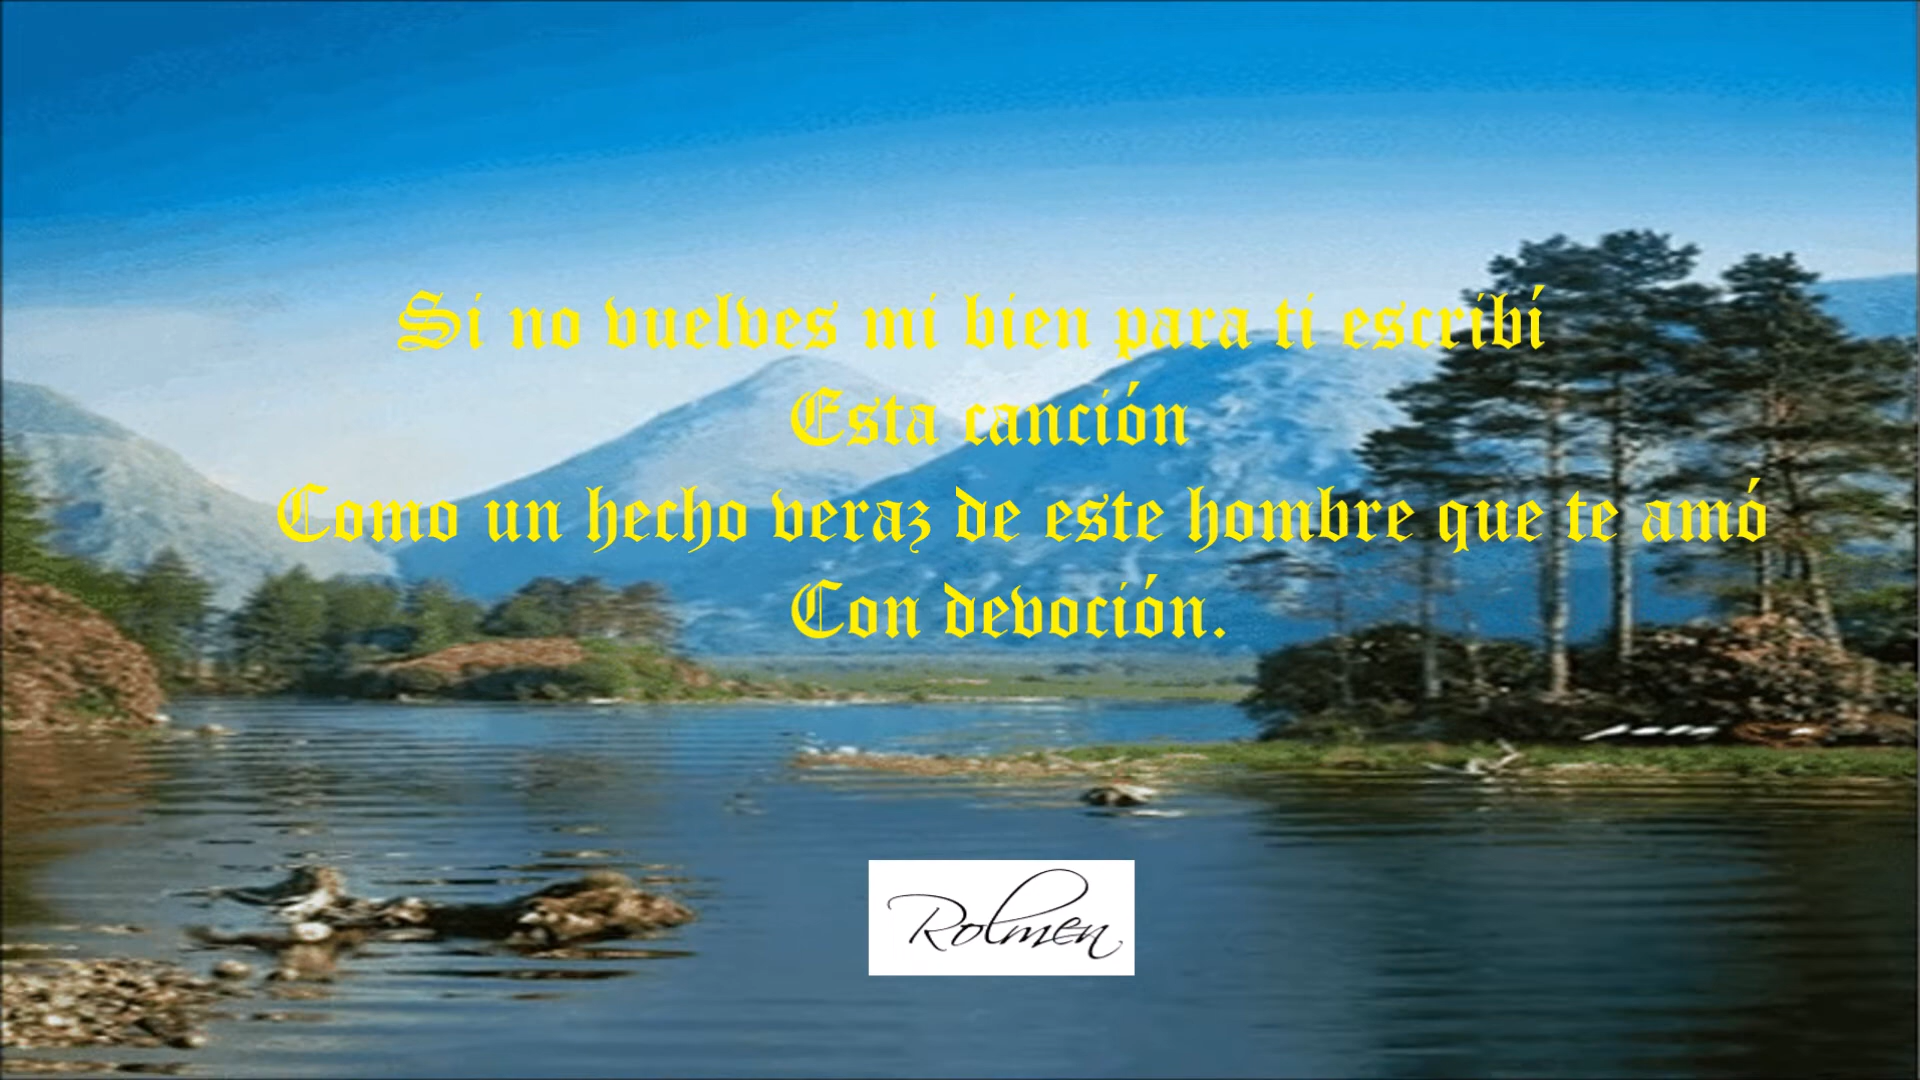 Si no vuelves mi bien para ti escribí
Esta canción
Como un hecho veraz de este hombre que te amó
Con devoción.
Rolmen